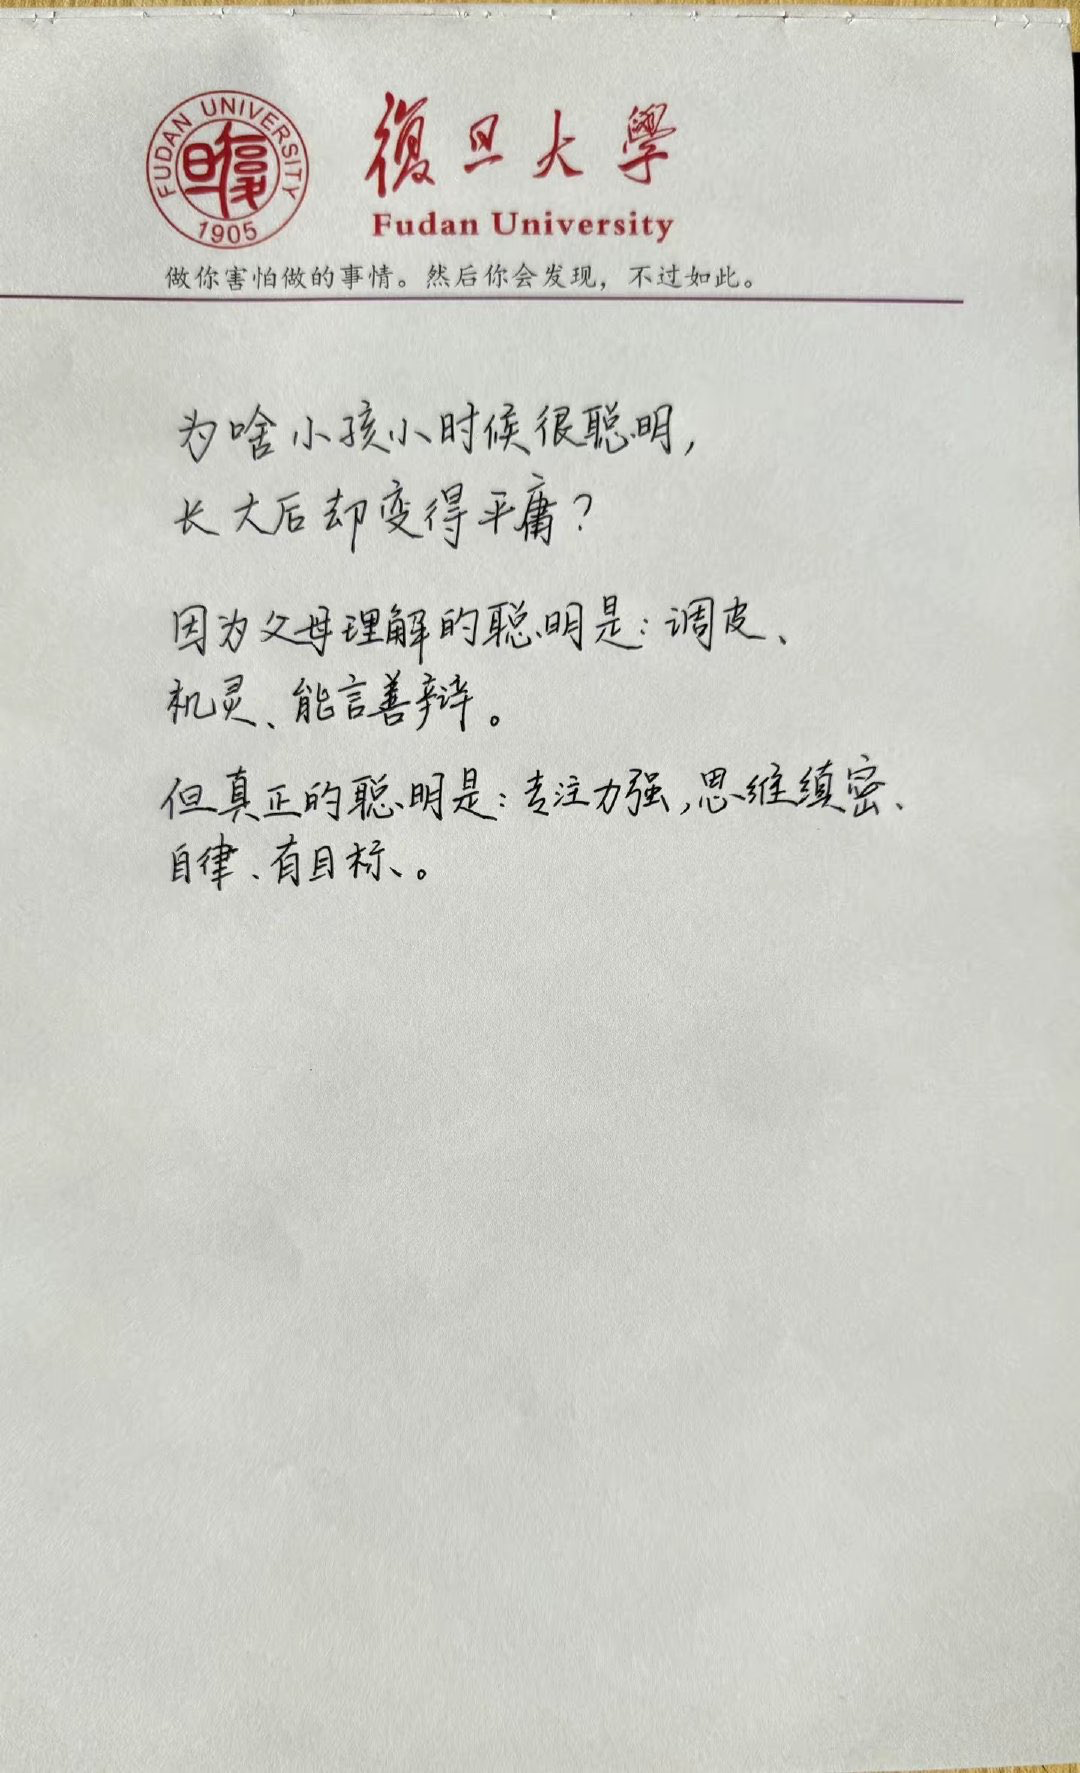 FUDAN UNIVERSITY
復旦
1905
復旦大學
Fudan University
做你害怕做的事情。然后你会发现，不过如此。
为啥小孩小时候很聪明,
长大后却变得平庸?
因为父母理解的聪明是:调皮、
机灵、能言善辩。
但真正的聪明是:专注力强,思维缜密、
自律、有目标、。